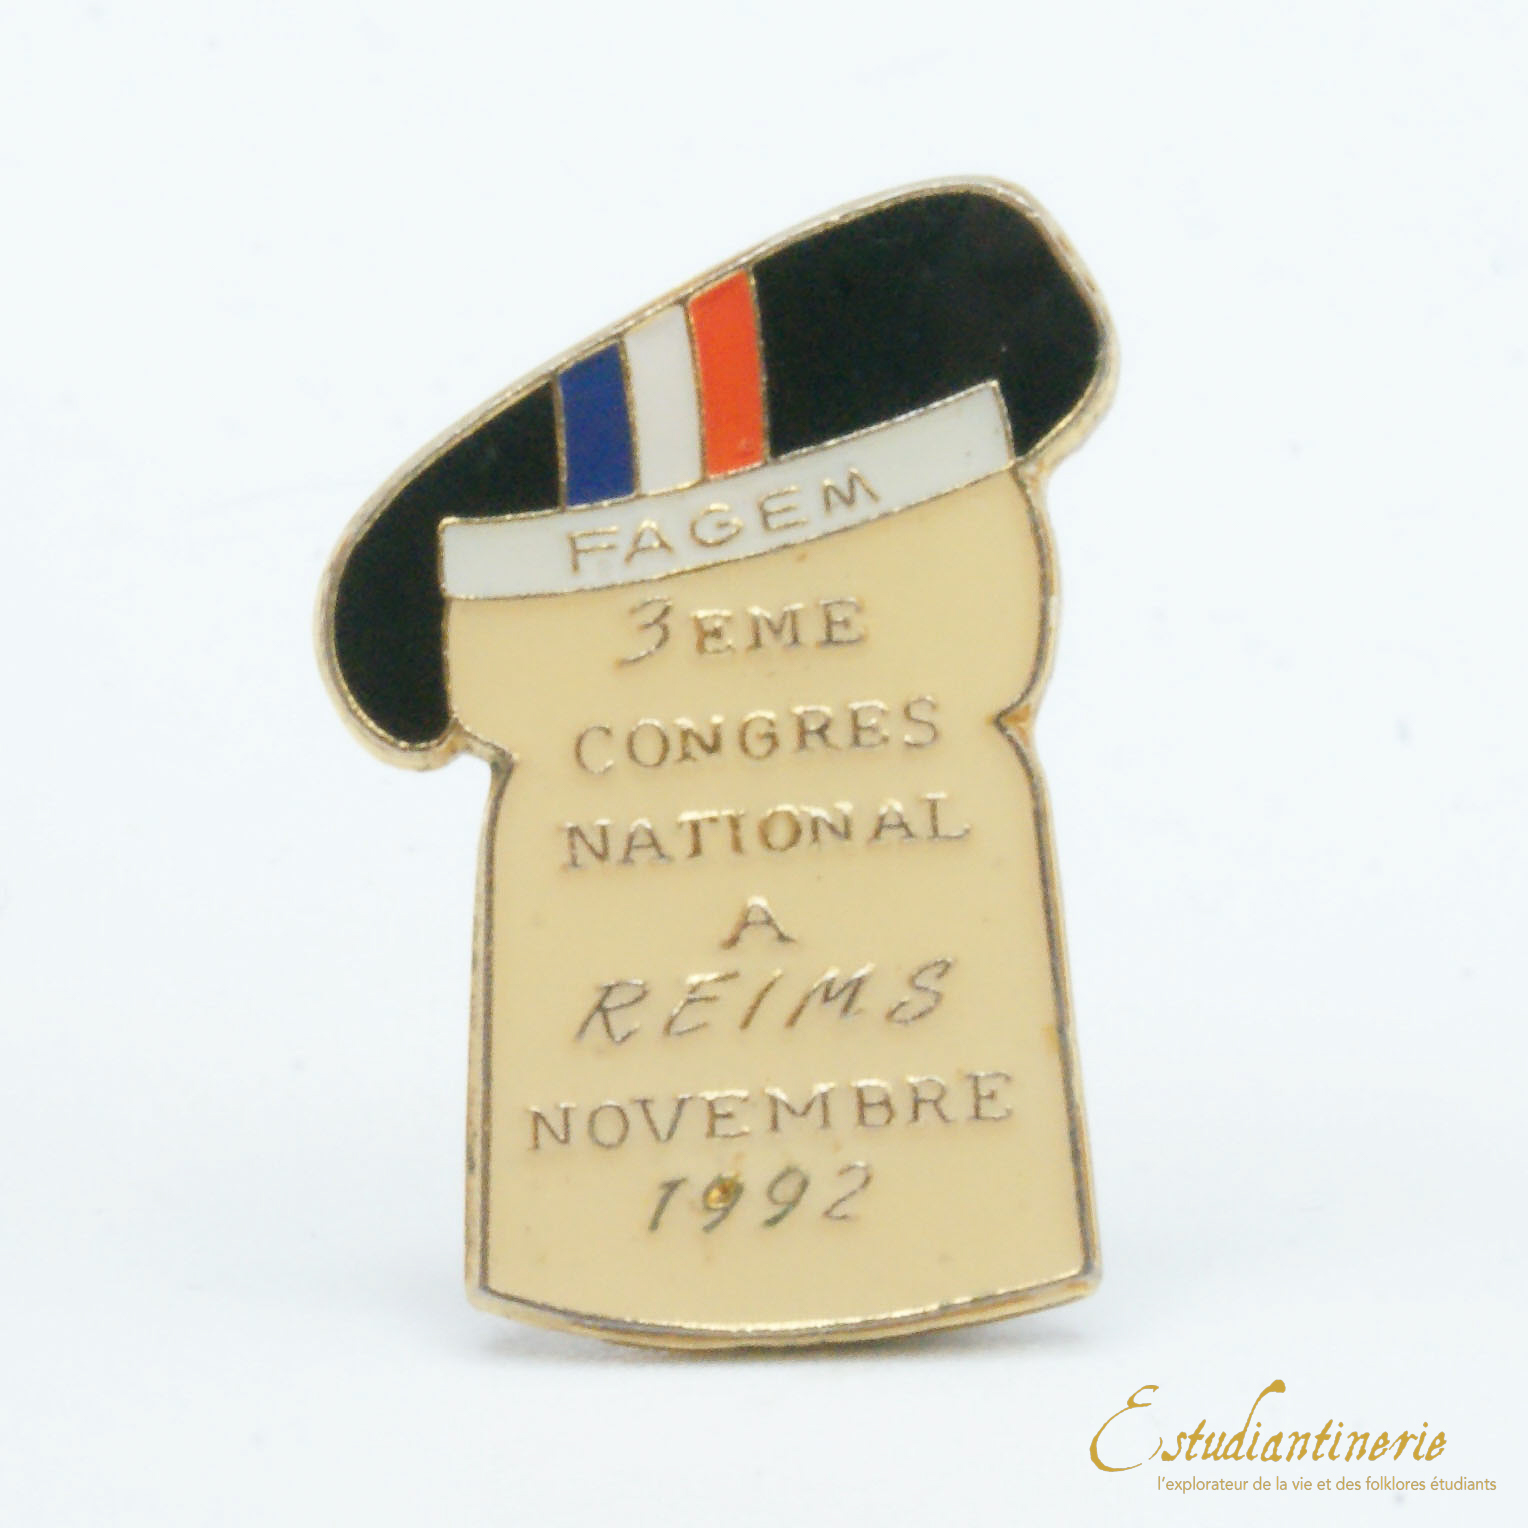 FAGEM
3EME
CONGRES
NATIONAL
A
REIMS
NOVEMBRE
1992
Estudiantinerie
l'explorateur de la vie et des folklores étudiants